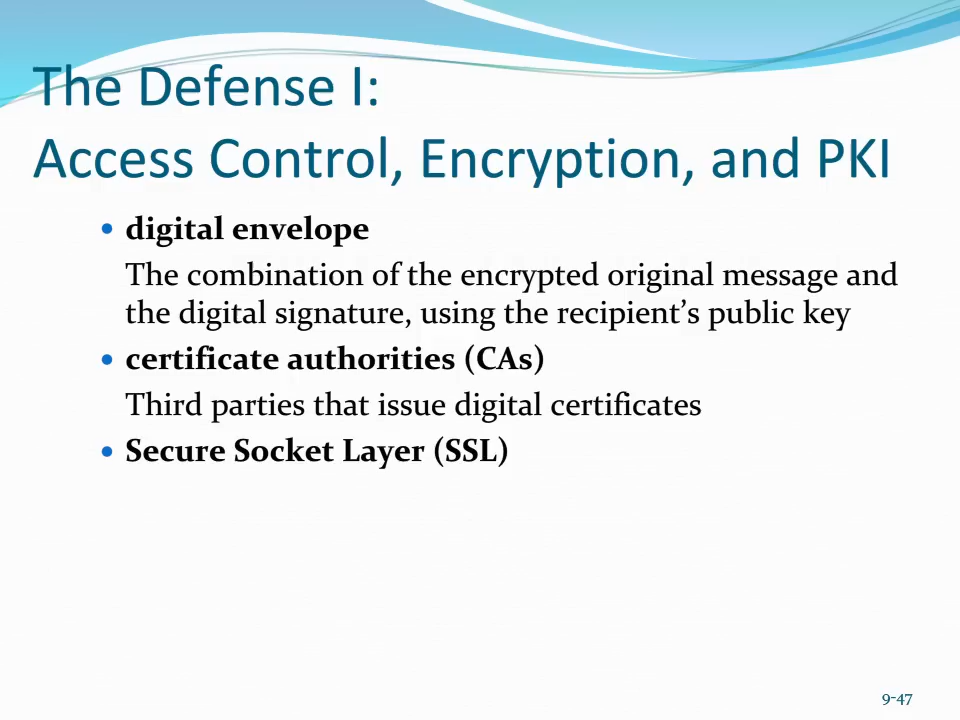 The Defense I:
Access Control, Encryption, and PKI
• digital envelope
The combination of the encrypted original message and
the digital signature, using the recipient’s public key
• certificate authorities (CAs)
Third parties that issue digital certificates
• Secure Socket Layer (SSL)
9-47